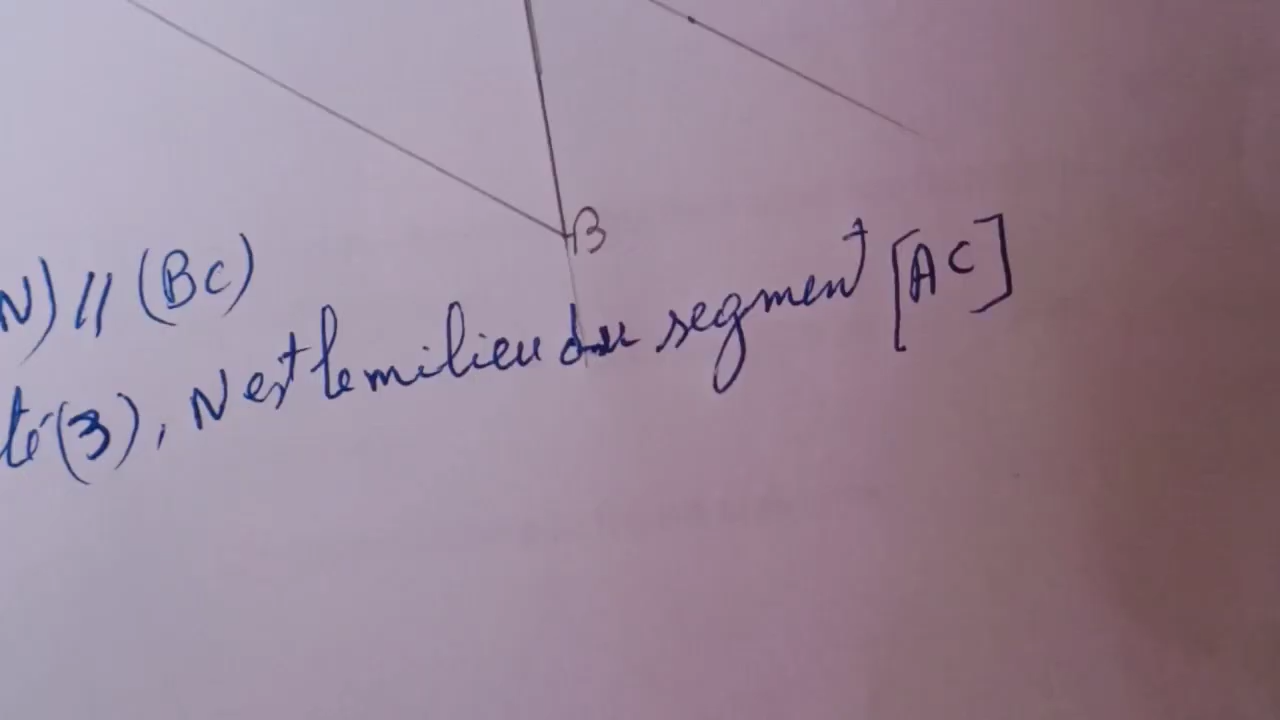 B
N) // (BC)
té (3), N est le milieu du segment [AC]